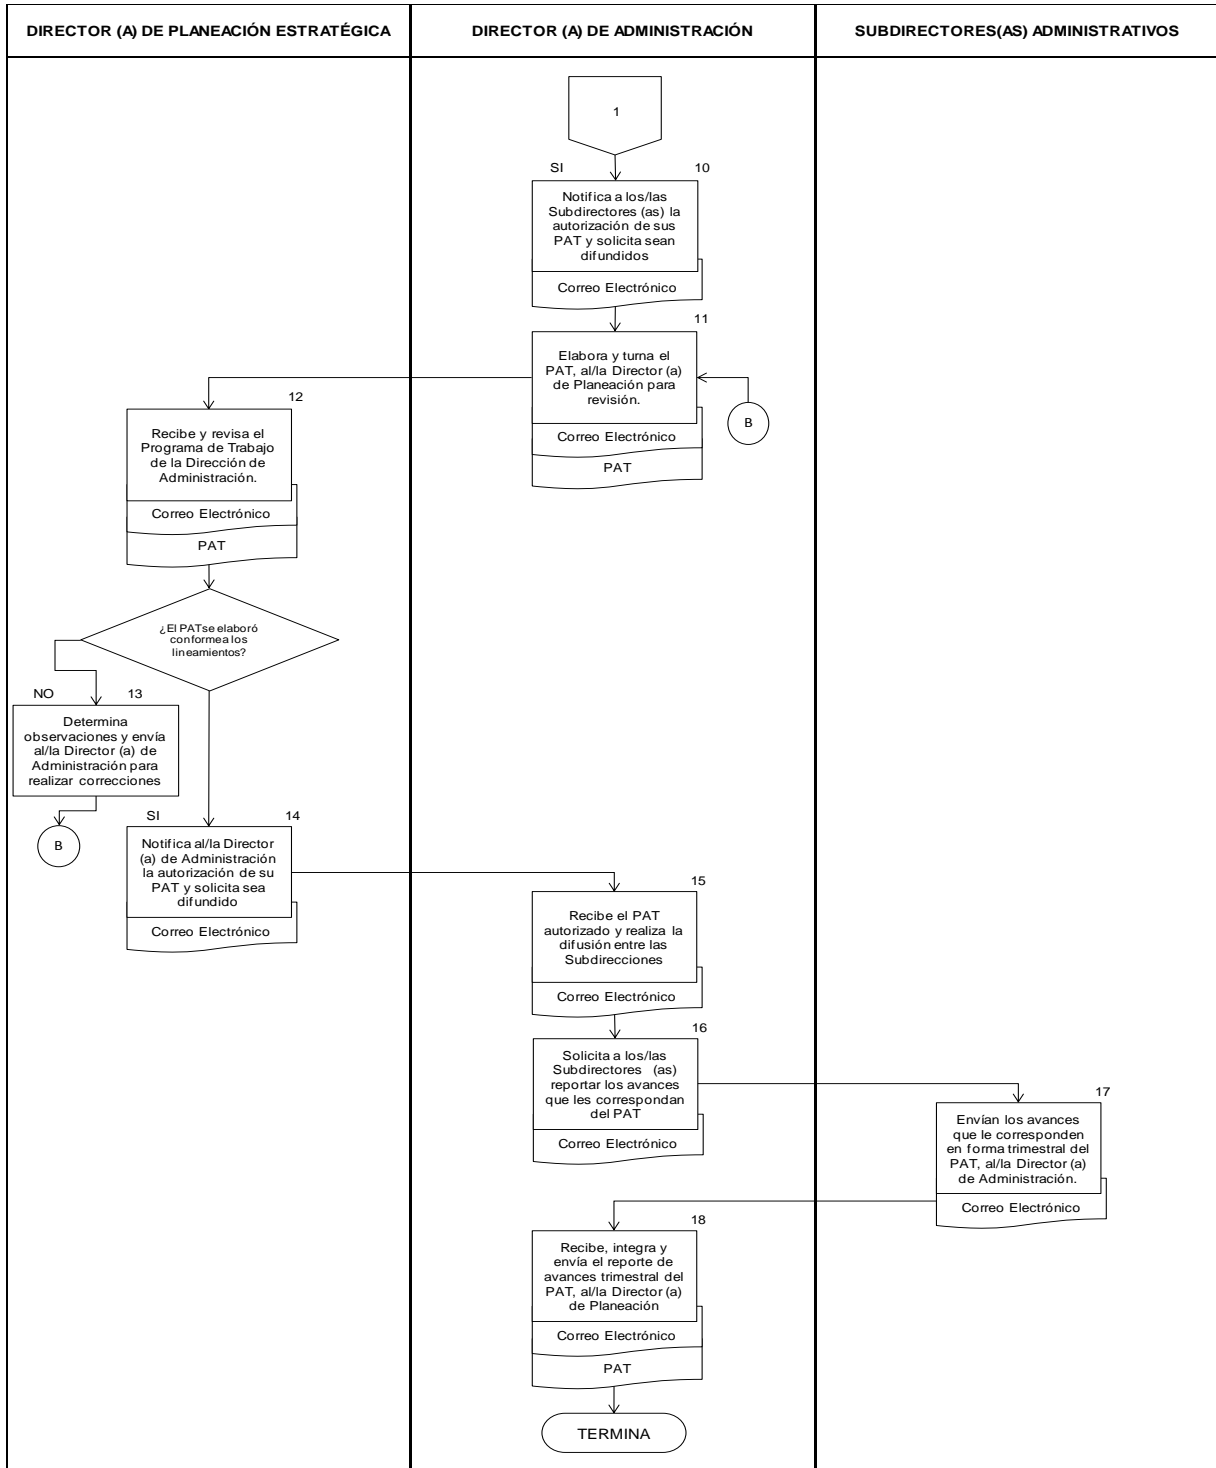 DIRECTOR (A) DE PLANEACIÓN ESTRATÉGICA
DIRECTOR (A) DE ADMINISTRACIÓN
SUBDIRECTORES(AS) ADMINISTRATIVOS
1
SI
10
Notifica a los/las
Subdirectores (as) la
autorización de sus
PAT y solicita sean
difundidos
Correo Electrónico
11
Elabora y turna el
PAT, al/la Director (a)
de Planeación para
revisión.
Correo Electrónico
PAT
B
12
Recibe y revisa el
Programa de Trabajo
de la Dirección de
Administración.
Correo Electrónico
PAT
¿El PATse elaboró
conformea los
lineamientos?
NO
13
Determina
observaciones y envía
al/la Director (a) de
Administración para
realizar correcciones
B
SI
14
Notifica al/la Director
(a) de Administración
la autorización de su
PAT y solicita sea
difundido
Correo Electrónico
15
Recibe el PAT
autorizado y realiza la
difusión entre las
Subdirecciones
Correo Electrónico
16
Solicita a los/las
Subdirectores (as)
reportar los avances
que les correspondan
del PAT
Correo Electrónico
17
Envían los avances
que le corresponden
en forma trimestral del
PAT, al/la Director (a)
de Administración.
Correo Electrónico
18
Recibe, integra y
envía el reporte de
avances trimestral del
PAT, al/la Director (a)
de Planeación
Correo Electrónico
PAT
TERMINA